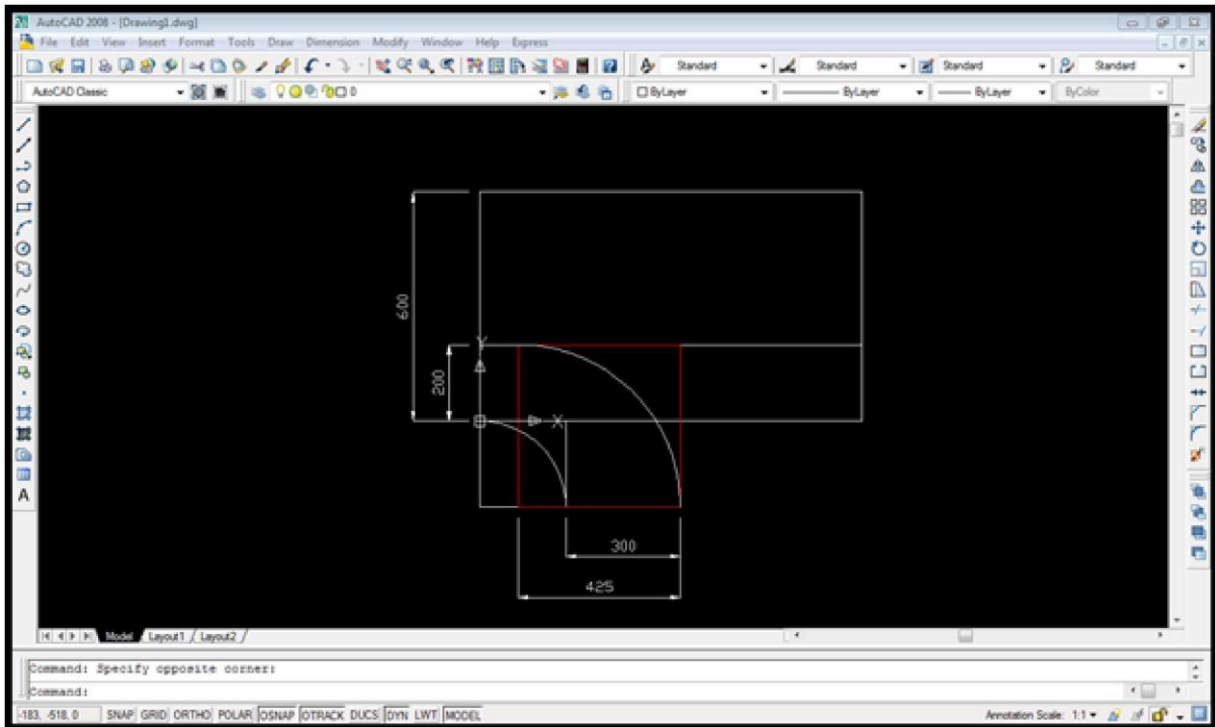 AutoCAD 2008 - [Drawing1.dwg]
File Edit View Insert Format Tools Draw Dimension Modify Window Help Express
Standard Standard Standard Standard
AutoCAD Classic 0 ByLayer ByLayer ByLayer ByColor
600
Y
200
X
300
425
A
Model Layout1 Layout2
Command: Specify opposite corner:
Command:
-183, -518, 0 SNAP GRID ORTHO POLAR OSNAP OTRACK DUCS DYN LWT MODEL Annotation Scale: 1:1